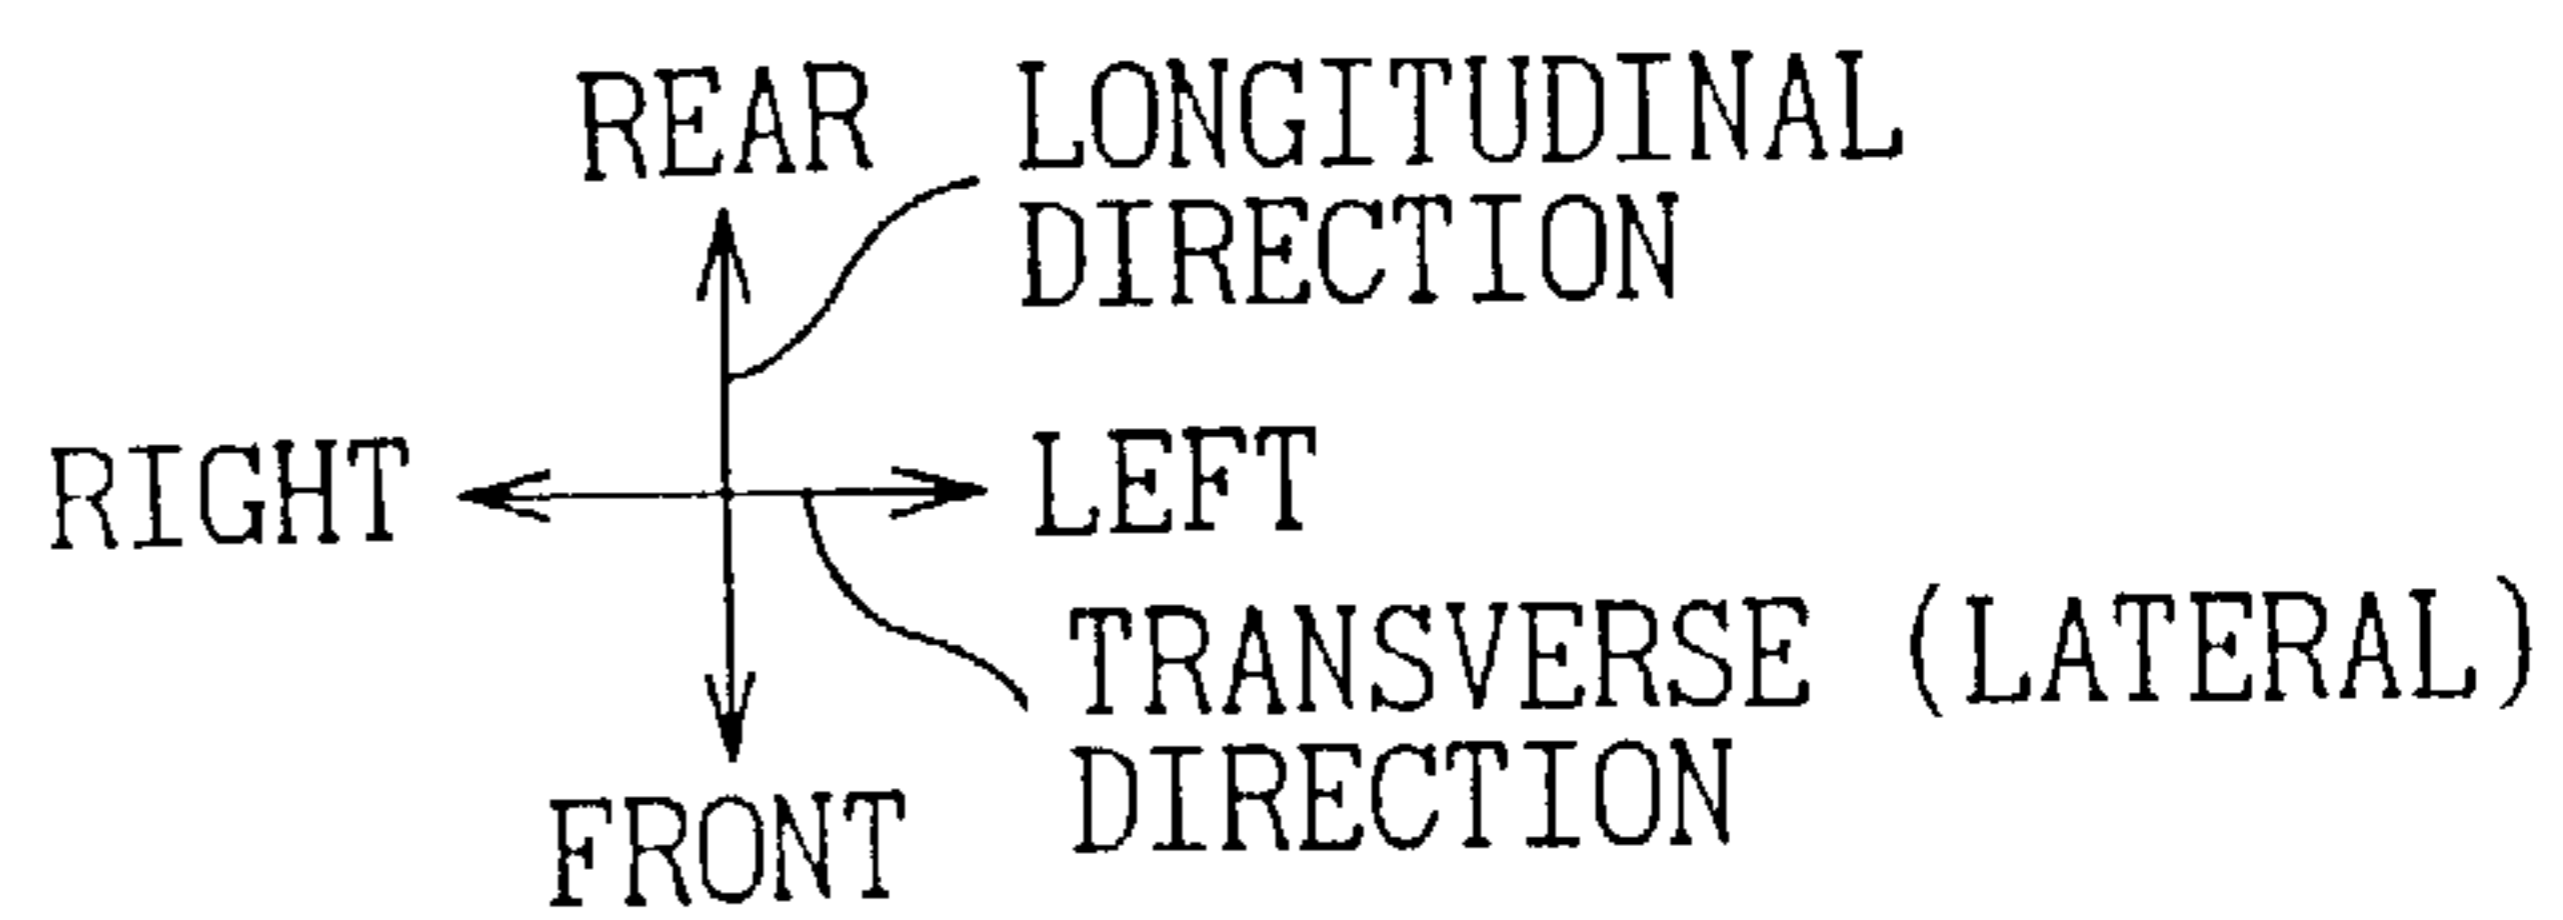 REAR
LONGITUDINAL
DIRECTION
RIGHT
LEFT
TRANSVERSE (LATERAL)
DIRECTION
FRONT